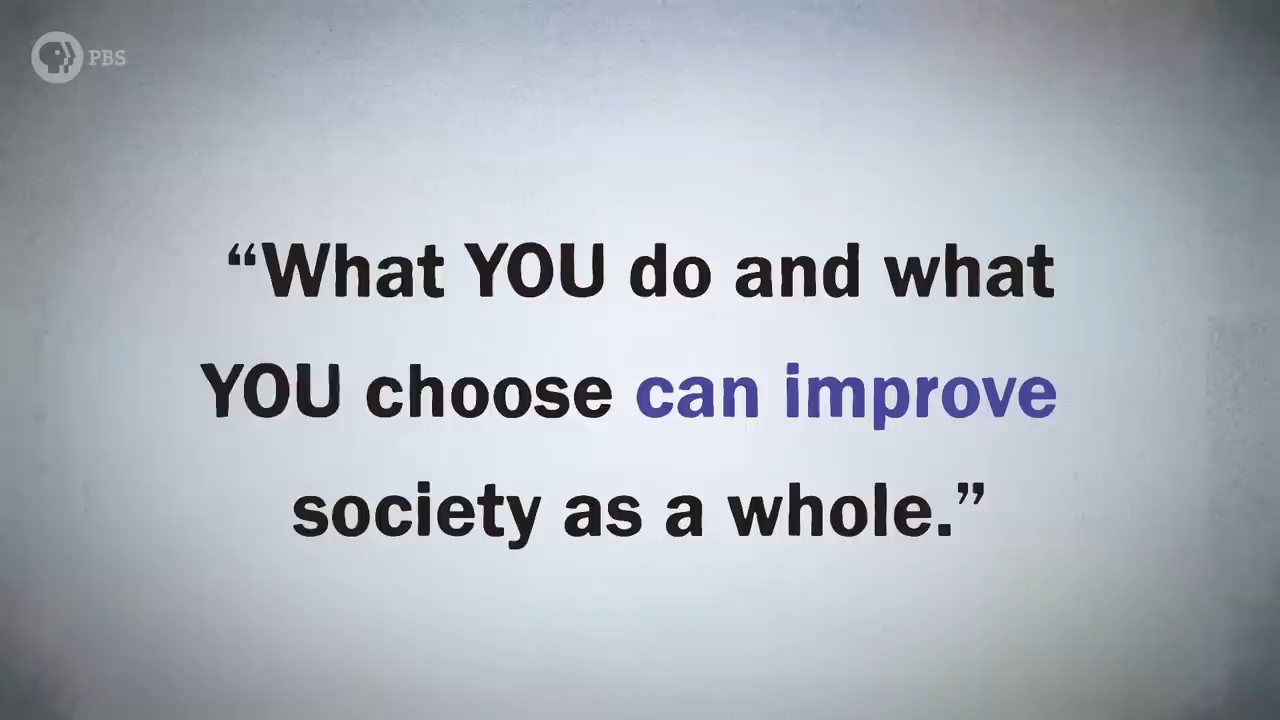 PBS
“What YOU do and what
YOU choose can improve
society as a whole.”